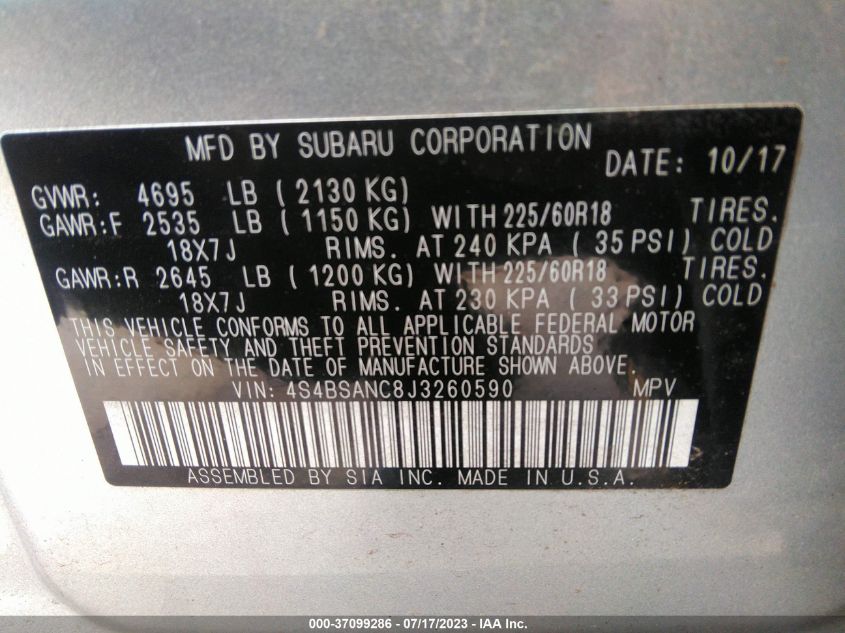 MFD BY SUBARU CORPORATION DATE: 10/17
GVWR: 4695 LB ( 2130 KG)
GAWR:F 2535 LB ( 1150 KG) WITH 225/60R18 TIRES.
18X7J RIMS. AT 240 KPA ( 35 PSI) COLD
GAWR:R 2645 LB ( 1200 KG) WITH 225/60R18 TIRES.
18X7J RIMS. AT 230 KPA ( 33 PSI) COLD
THIS VEHICLE CONFORMS TO ALL APPLICABLE FEDERAL MOTOR
VEHICLE SAFETY AND THEFT PREVENTION STANDARDS
IN EFFECT ON THE DATE OF MANUFACTURE SHOWN ABOVE.
VIN: 4S4BSANC8J3260590 MPV
ASSEMBLED BY SIA INC. MADE IN U.S.A.
000-37099286 - 07/17/2023 - IAA Inc.